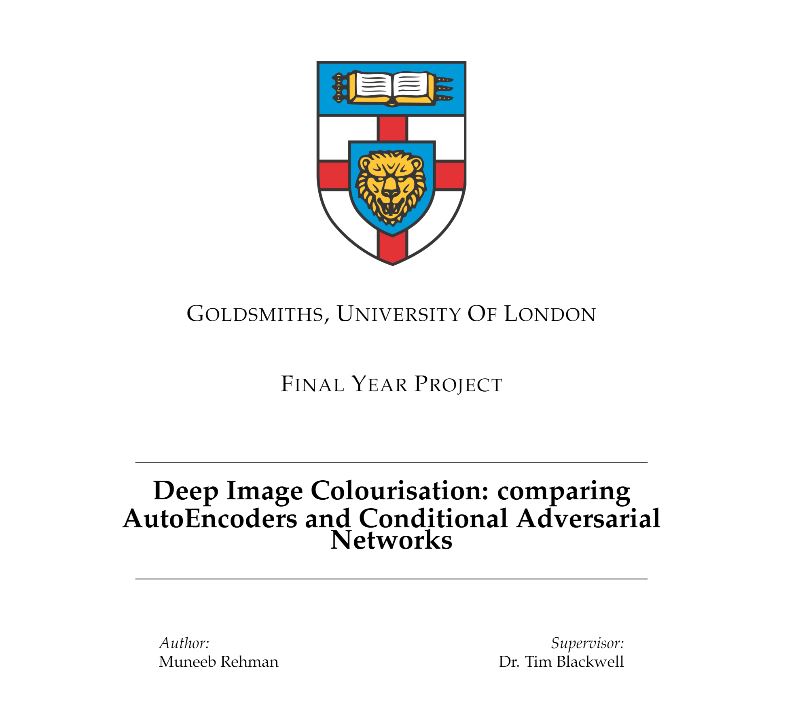 GOLDSMITHS, UNIVERSITY OF LONDON
FINAL YEAR PROJECT
Deep Image Colourisation: comparing
AutoEncoders and Conditional Adversarial
Networks
Author:
Muneeb Rehman
Supervisor:
Dr. Tim Blackwell